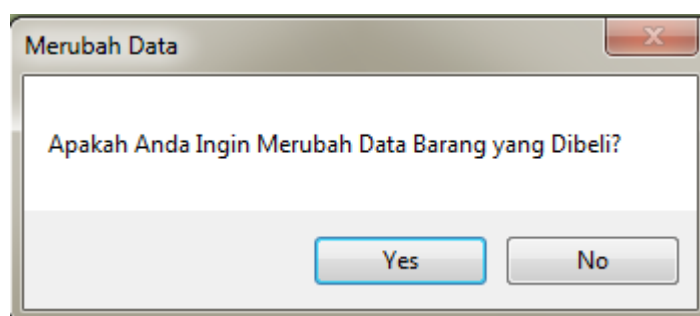 Merubah Data
Apakah Anda Ingin Merubah Data Barang yang Dibeli?
Yes
No